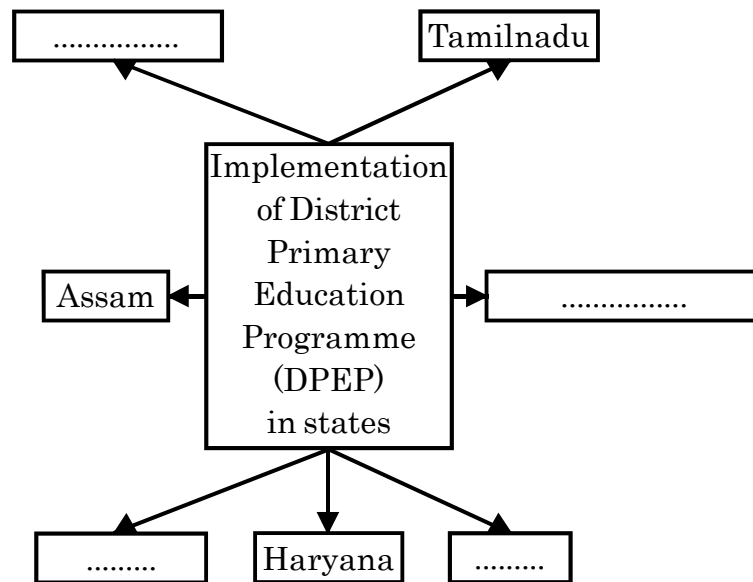 ................
Tamilnadu
Implementation
of District
Primary
Education
Programme
(DPEP)
in states
Assam
................
.........
Haryana
.........